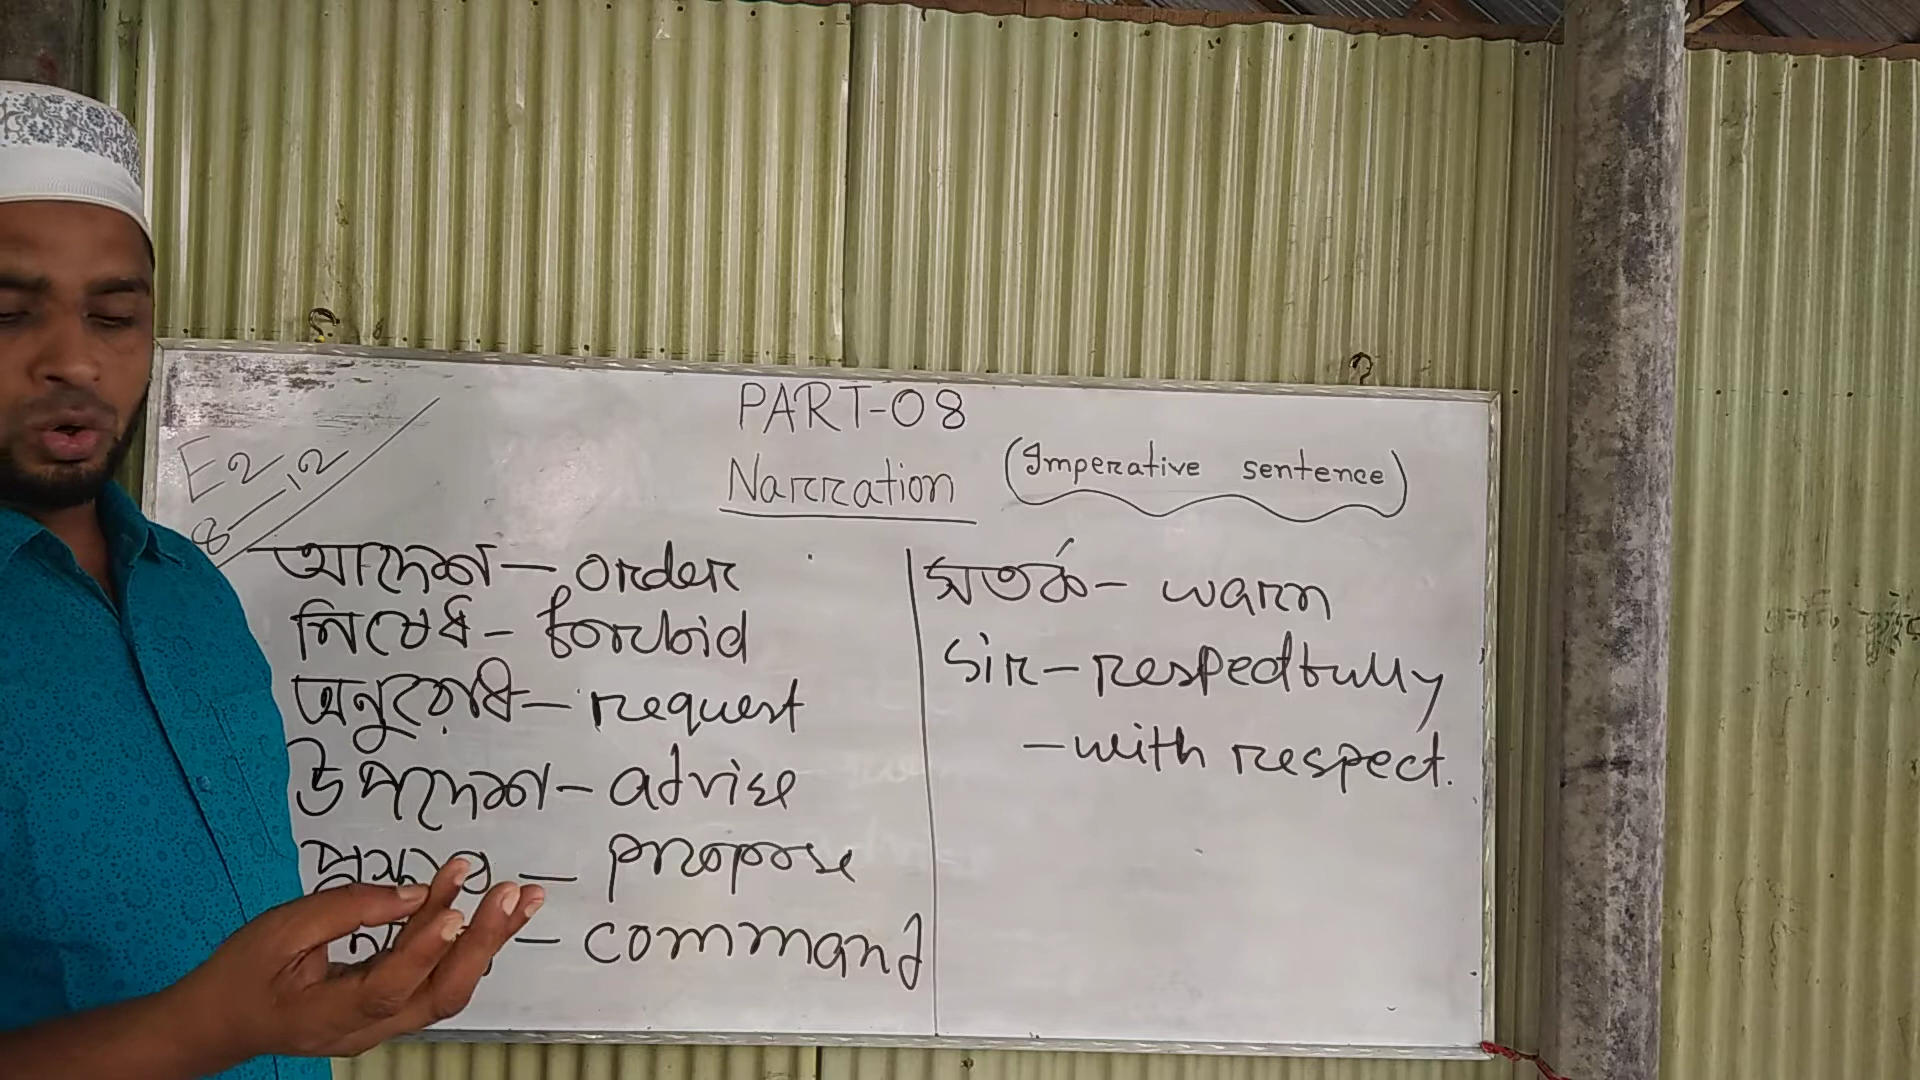 PART-08
Narration (Imperative sentence)
E2
8-12
আদেশ - order
নিষেধ - forbid
অনুরোধ - request
উপদেশ - advise
প্রস্তাব - propose
- command
সতর্ক - warn
Sir - respectfully
- with respect.